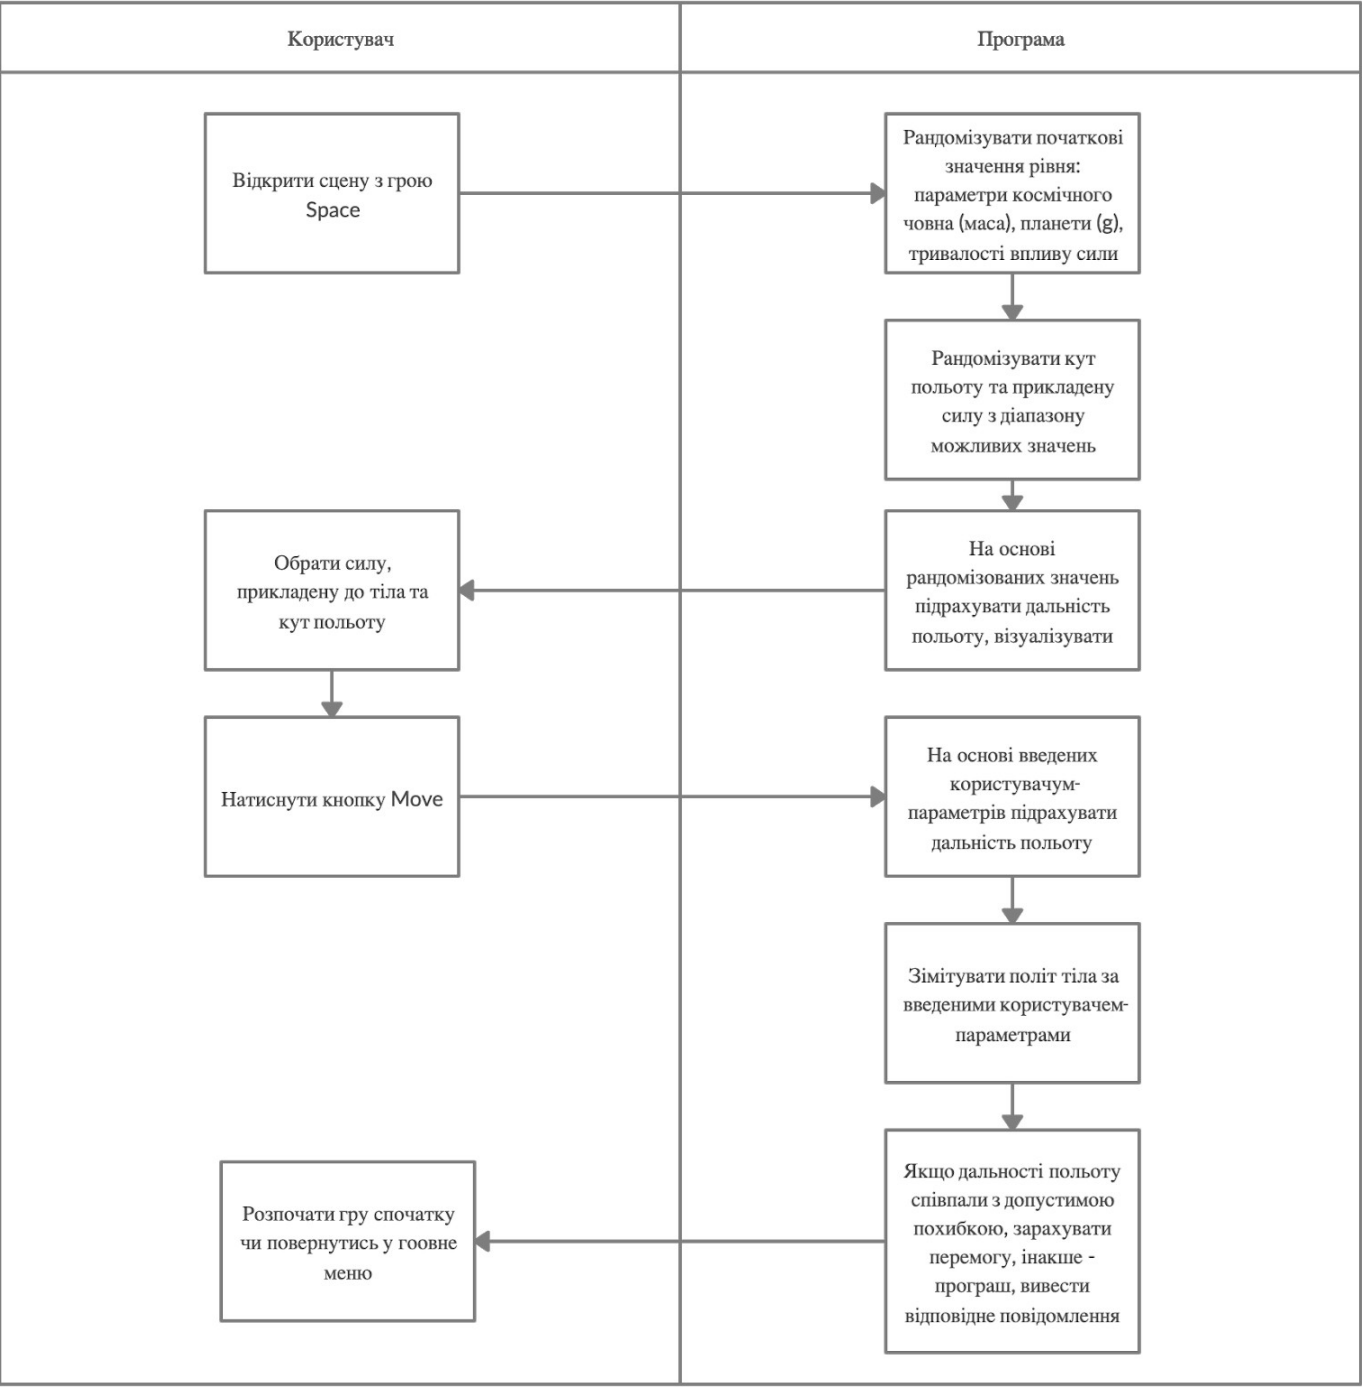 Користувач
Програма
Відкрити сцену з грою
Space
Рандомізувати початкові
значення рівня:
параметри космічного
човна (маса), планети (g),
тривалості впливу сили
Рандомізувати кут
польоту та прикладену
силу з діапазону
можливих значень
На основі
рандомізованих значень
підрахувати дальність
польоту, візуалізувати
Обрати силу,
прикладену до тіла та
кут польоту
Натиснути кнопку Move
На основі введених
користувачум-
параметрів підрахувати
дальність польоту
Зімітувати політ тіла за
введеними користувачем-
параметрами
Якщо дальності польоту
співпали з допустимою
похибкою, зарахувати
перемогу, інакше -
програш, вивести
відповідне повідомлення
Розпочати гру спочатку
чи повернутись у гоовне
меню